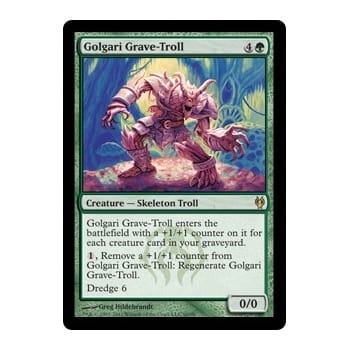 Golgari Grave-Troll 4
Creature — Skeleton Troll
Golgari Grave-Troll enters the
battlefield with a +1/+1 counter on it for
each creature card in your graveyard.
1, Remove a +1/+1 counter from
Golgari Grave-Troll: Regenerate Golgari
Grave-Troll.
Dredge 6
Greg Hildebrandt
0/0